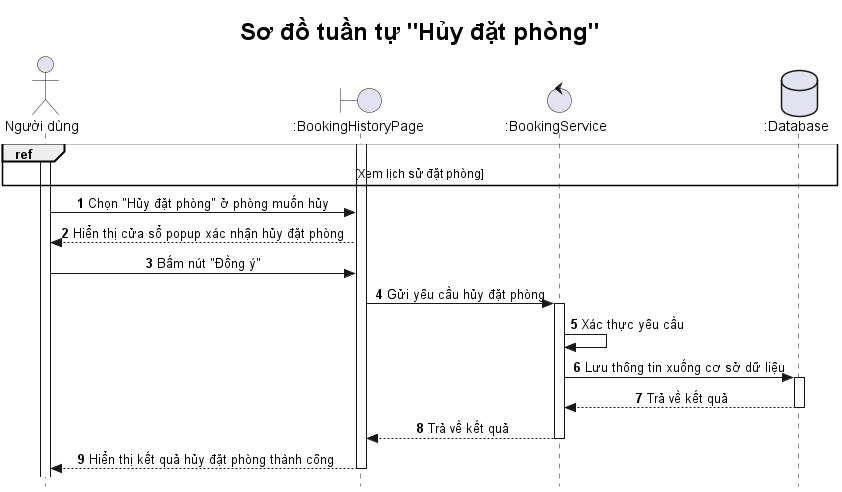 Sơ đồ tuần tự "Hủy đặt phòng"
Người dùng
:BookingHistoryPage
:BookingService
:Database
ref
Xem lịch sử đặt phòng]
1 Chọn "Hủy đặt phòng" ở phòng muốn hủy
2 Hiển thị cửa sổ popup xác nhận hủy đặt phòng
3 Bấm nút "Đồng ý"
4 Gửi yêu cầu hủy đặt phòng
5 Xác thực yêu cầu
6 Lưu thông tin xuống cơ sở dữ liệu
7 Trả về kết quả
8 Trả về kết quả
9 Hiển thị kết quả hủy đặt phòng thành công